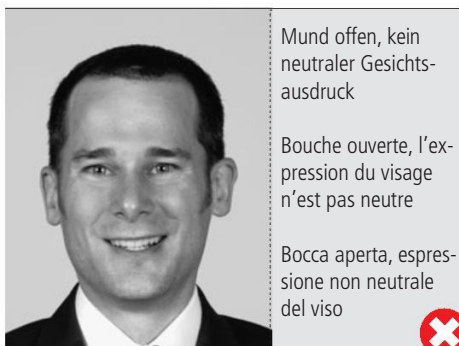 Mund offen, kein
neutraler Gesichts-
ausdruck
Bouche ouverte, l’ex-
pression du visage
n’est pas neutre
Bocca aperta, espres-
sione non neutrale
del viso